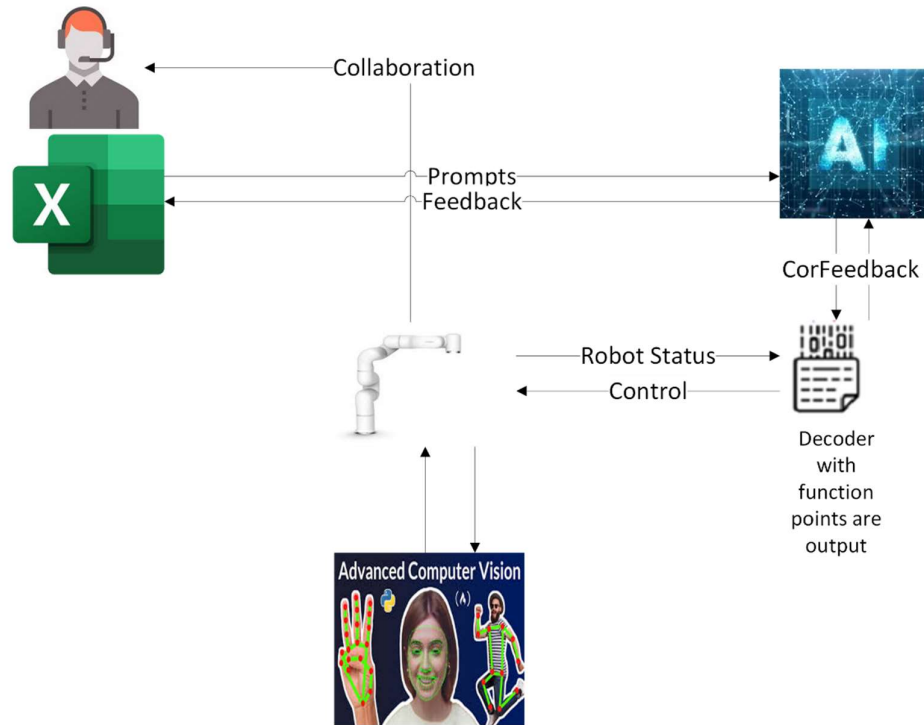 Collaboration
AI
X
Prompts
Feedback
CorFeedback
Robot Status
Control
Decoder
with
function
points are
output
Advanced Computer Vision